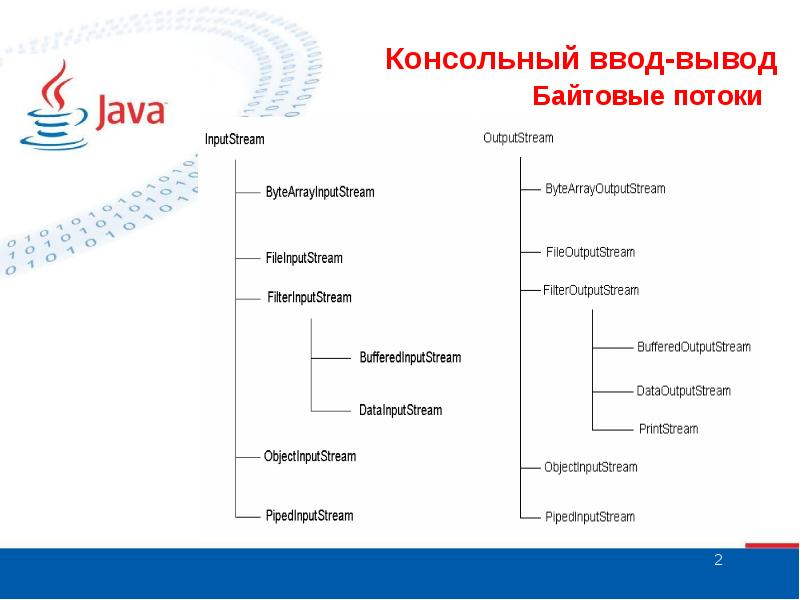 Консольный ввод-вывод
Байтовые потоки
Java
InputStream
ByteArrayInputStream
FileInputStream
FilterInputStream
BufferedInputStream
DataInputStream
ObjectInputStream
PipedInputStream
OutputStream
ByteArrayOutputStream
FileOutputStream
FilterOutputStream
BufferedOutputStream
DataOutputStream
PrintStream
ObjectInputStream
PipedInputStream
2